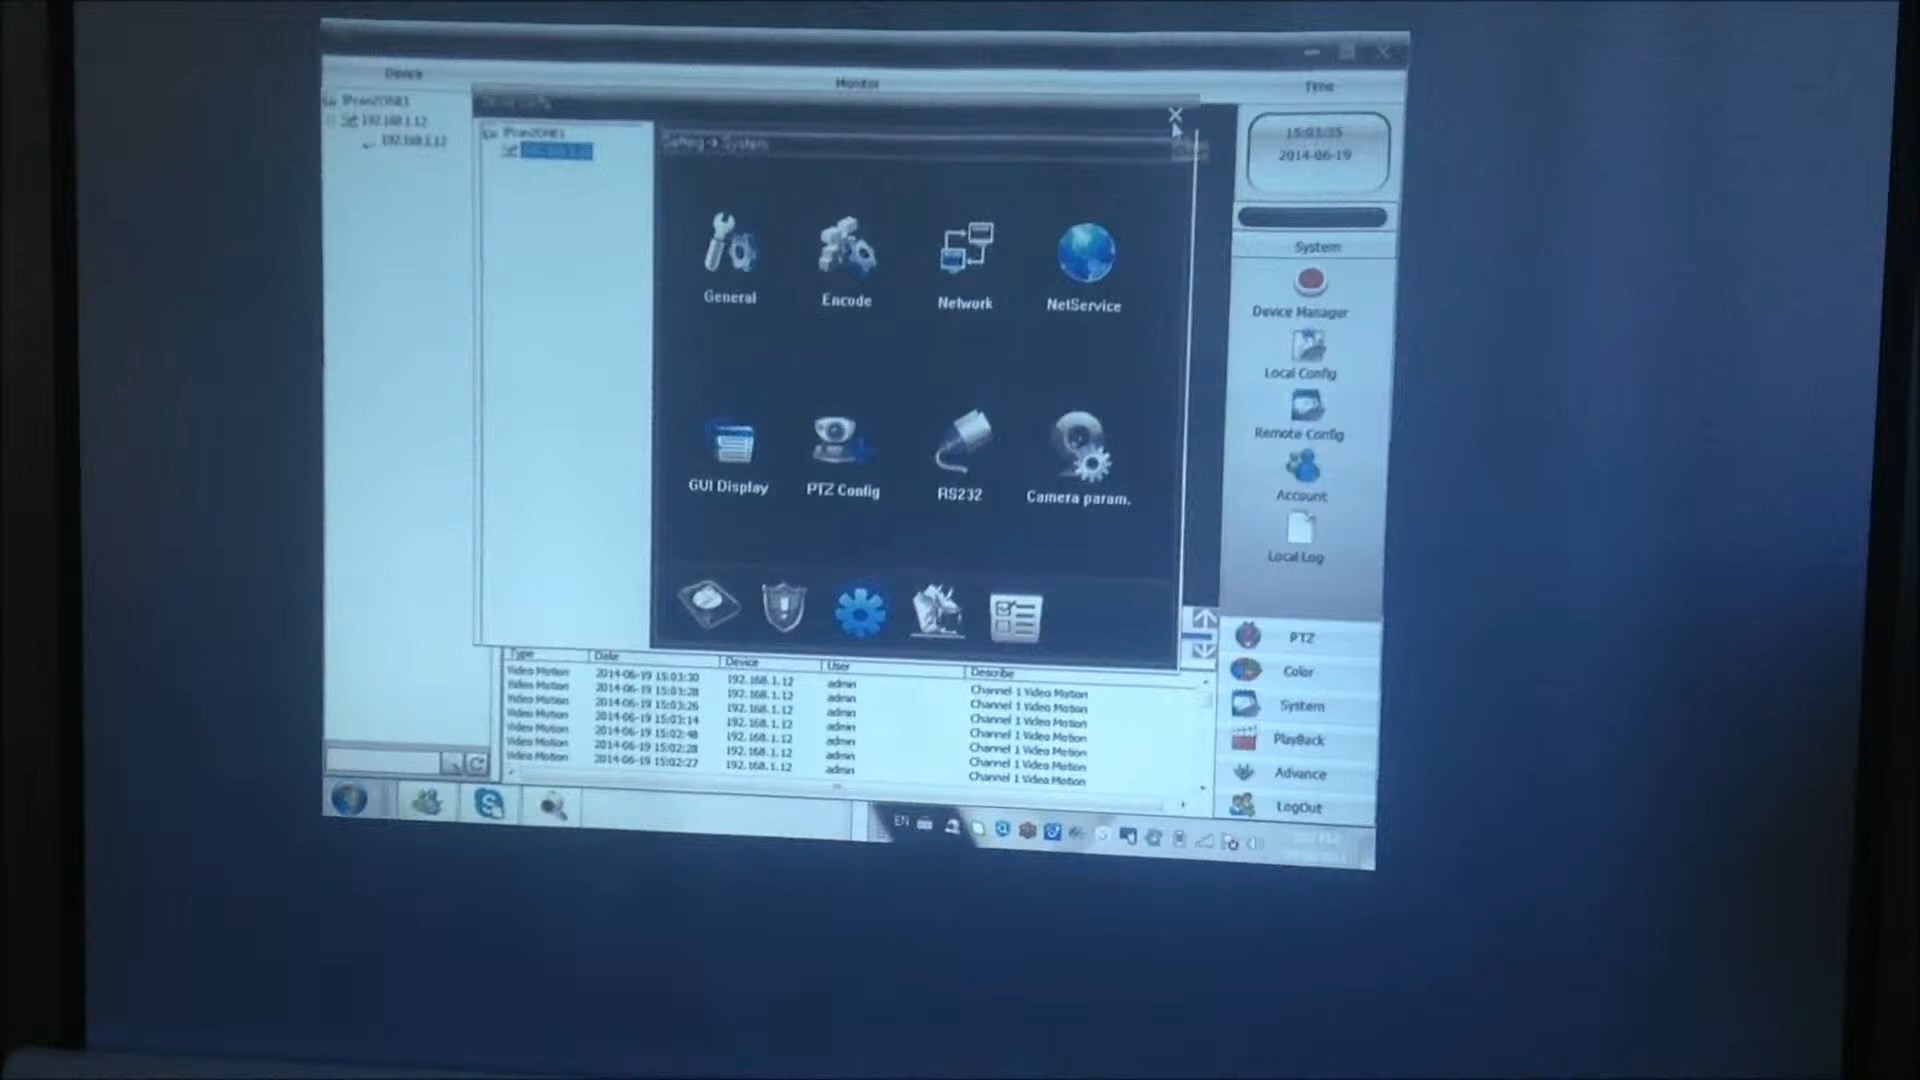 Device
Monitor
Time
192.168.1.12
192.168.1.12
Setting -> System
15:03:35
2014-06-19
System
General
Encode
Network
NetService
Device Manager
Local Config
Remote Config
GUI Display
PTZ Config
RS232
Camera param.
Account
Local Log
PTZ
Color
System
PlayBack
Advance
LogOut
Type Date Device User Describe
Video Motion 2014-06-19 15:03:30 192.168.1.12 admin Channel 1 Video Motion
Video Motion 2014-06-19 15:03:28 192.168.1.12 admin Channel 1 Video Motion
Video Motion 2014-06-19 15:03:26 192.168.1.12 admin Channel 1 Video Motion
Video Motion 2014-06-19 15:03:14 192.168.1.12 admin Channel 1 Video Motion
Video Motion 2014-06-19 15:02:48 192.168.1.12 admin Channel 1 Video Motion
Video Motion 2014-06-19 15:02:28 192.168.1.12 admin Channel 1 Video Motion
Video Motion 2014-06-19 15:02:27 192.168.1.12 admin Channel 1 Video Motion
EN